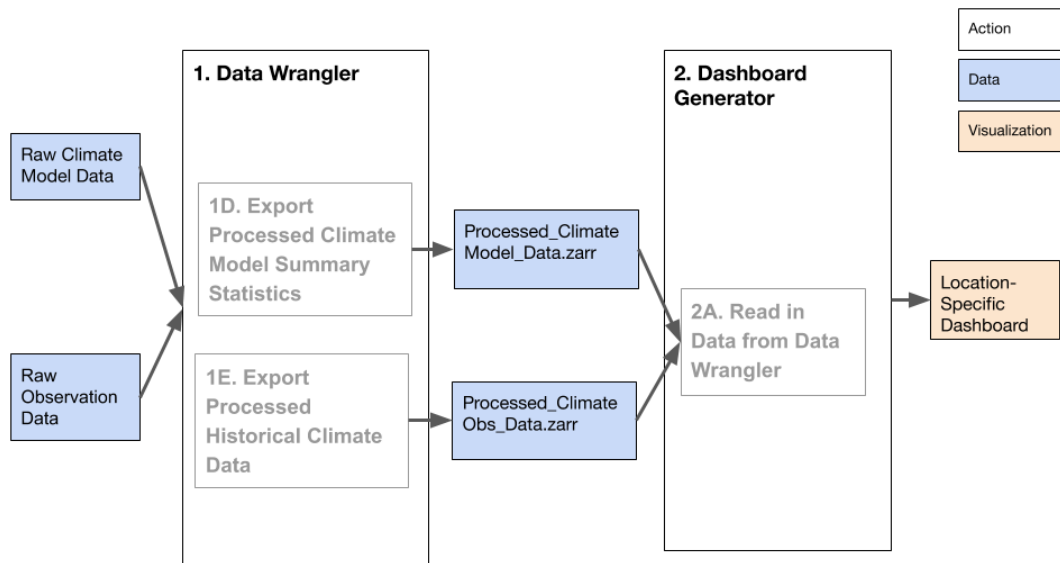 Action
Data
Visualization
1. Data Wrangler
2. Dashboard
Generator
Raw Climate
Model Data
Raw
Observation
Data
1D. Export
Processed Climate
Model Summary
Statistics
1E. Export
Processed
Historical Climate
Data
Processed_Climate
Model_Data.zarr
Processed_Climate
Obs_Data.zarr
2A. Read in
Data from Data
Wrangler
Location-
Specific
Dashboard